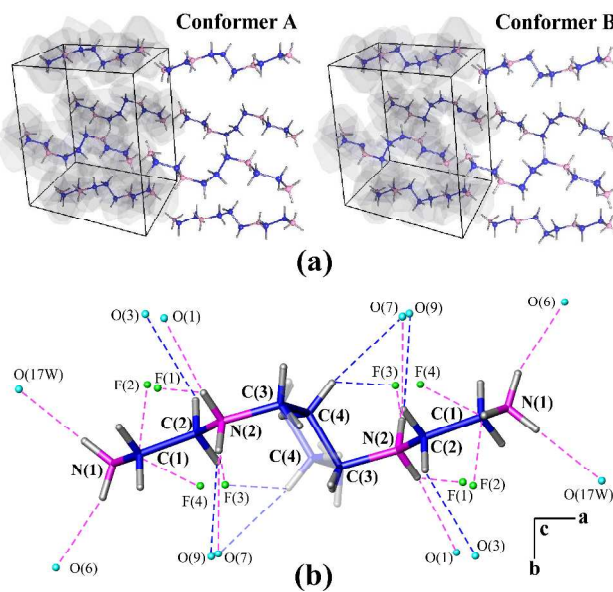 Conformer A
Conformer B
(a)
O(3)
O(1)
O(7)
O(9)
O(6)
O(17W)
F(2)
F(1)
C(3)
F(3)
F(4)
C(4)
C(1)
N(1)
C(2)
N(2)
N(2)
C(2)
N(1)
C(1)
C(4)
C(3)
F(4)
F(3)
F(1)
F(2)
O(17W)
O(6)
O(9)
O(7)
O(1)
O(3)
a
c
b
(b)